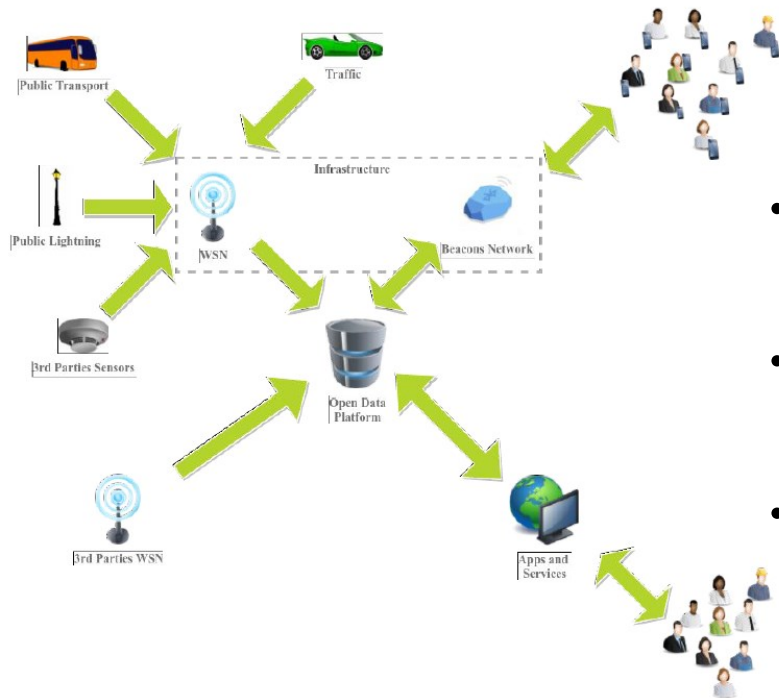 Public Transport
Traffic
Infrastructure
Public Lightning
WSN
Beacons Network
3rd Parties Sensors
Open Data
Platform
3rd Parties WSN
Apps and
Services